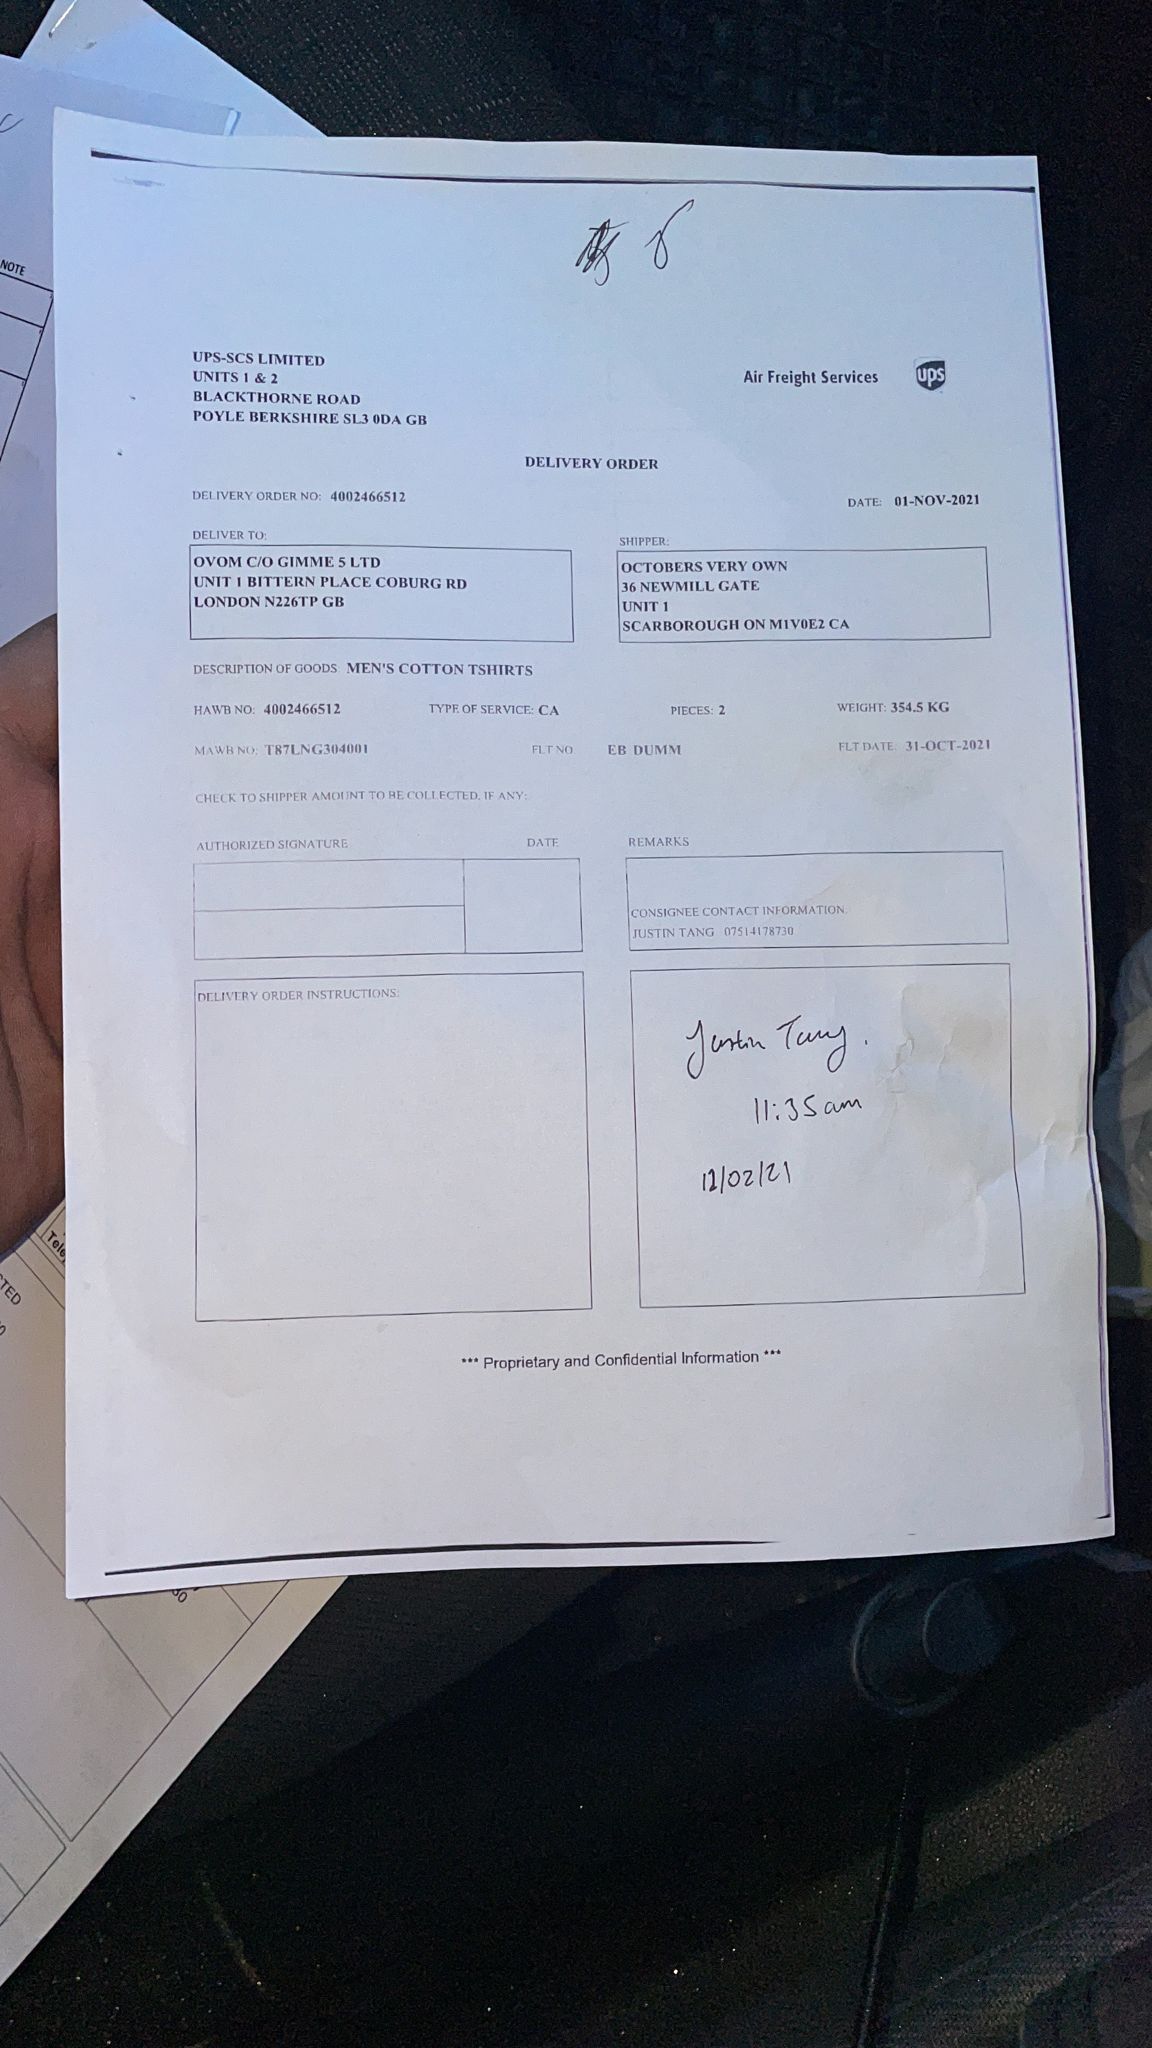 NOTE
UPS-SCS LIMITED
UNITS 1 & 2
BLACKTHORNE ROAD
POYLE BERKSHIRE SL3 0DA GB
Air Freight Services
ups
DELIVERY ORDER
DELIVERY ORDER NO: 4002466512
DATE: 01-NOV-2021
DELIVER TO:
OVOM C/O GIMME 5 LTD
UNIT 1 BITTERN PLACE COBURG RD
LONDON N226TP GB
SHIPPER:
OCTOBERS VERY OWN
36 NEWMILL GATE
UNIT 1
SCARBOROUGH ON M1V0E2 CA
DESCRIPTION OF GOODS: MEN'S COTTON TSHIRTS
HAWB NO: 4002466512 TYPE OF SERVICE: CA PIECES: 2 WEIGHT: 354.5 KG
MAWB NO: T87LNG304001 FLT NO EB DUMM FLT DATE: 31-OCT-2021
CHECK TO SHIPPER AMOUNT TO BE COLLECTED, IF ANY:
AUTHORIZED SIGNATURE DATE
REMARKS
CONSIGNEE CONTACT INFORMATION:
JUSTIN TANG 07514178730
DELIVERY ORDER INSTRUCTIONS:
Justin Tang.
11:35am
12/02/21
*** Proprietary and Confidential Information ***